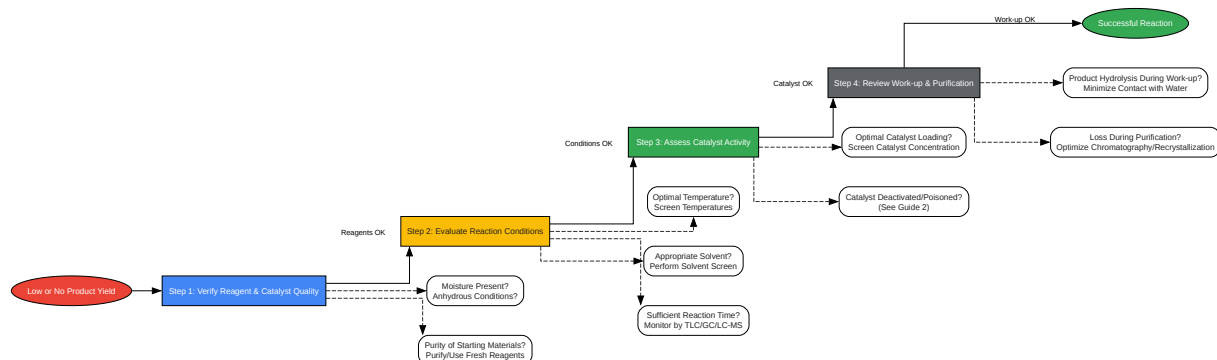 Work-up OK
Successful Reaction
Catalyst OK
Step 4: Review Work-up & Purification
Product Hydrolysis During Work-up?
Minimize Contact with Water
Conditions OK
Step 3: Assess Catalyst Activity
Optimal Catalyst Loading?
Screen Catalyst Concentration
Loss During Purification?
Optimize Chromatography/Recrystallization
Optimal Temperature?
Screen Temperatures
Catalyst Deactivated/Poisoned?
(See Guide 2)
Reagents OK
Step 2: Evaluate Reaction Conditions
Appropriate Solvent?
Perform Solvent Screen
Low or No Product Yield
Step 1: Verify Reagent & Catalyst Quality
Moisture Present?
Anhydrous Conditions?
Sufficient Reaction Time?
Monitor by TLC/GC/LC-MS
Purity of Starting Materials?
Purify/Use Fresh Reagents